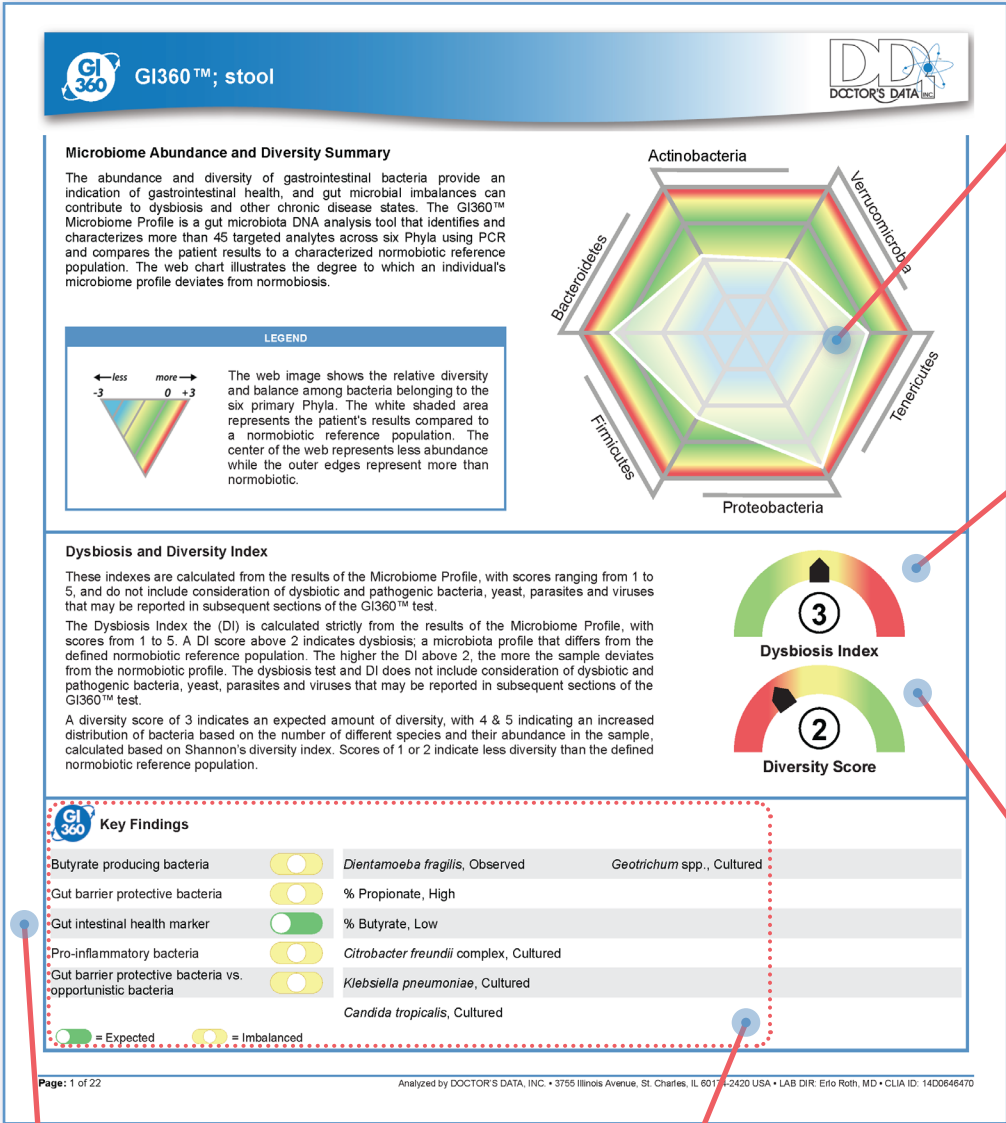 GI
360
GI360™; stool
DD
DOCTOR'S DATA INC.
Microbiome Abundance and Diversity Summary
The abundance and diversity of gastrointestinal bacteria provide an
indication of gastrointestinal health, and gut microbial imbalances can
contribute to dysbiosis and other chronic disease states. The GI360™
Microbiome Profile is a gut microbiota DNA analysis tool that identifies and
characterizes more than 45 targeted analytes across six Phyla using PCR
and compares the patient results to a characterized normobiotic reference
population. The web chart illustrates the degree to which an individual's
microbiome profile deviates from normobiosis.
Actinobacteria
Verrucomicrobia
Bacteroidetes
Tenericutes
Firmicutes
Proteobacteria
LEGEND
less more
-3 0 +3
The web image shows the relative diversity
and balance among bacteria belonging to the
six primary Phyla. The white shaded area
represents the patient's results compared to
a normobiotic reference population. The
center of the web represents less abundance
while the outer edges represent more than
normobiotic.
Dysbiosis and Diversity Index
These indexes are calculated from the results of the Microbiome Profile, with scores ranging from 1 to
5, and do not include consideration of dysbiotic and pathogenic bacteria, yeast, parasites and viruses
that may be reported in subsequent sections of the GI360™ test.
The Dysbiosis Index the (DI) is calculated strictly from the results of the Microbiome Profile, with
scores from 1 to 5. A DI score above 2 indicates dysbiosis; a microbiota profile that differs from the
defined normobiotic reference population. The higher the DI above 2, the more the sample deviates
from the normobiotic profile. The dysbiosis test and DI does not include consideration of dysbiotic and
pathogenic bacteria, yeast, parasites and viruses that may be reported in subsequent sections of the
GI360™ test.
A diversity score of 3 indicates an expected amount of diversity, with 4 & 5 indicating an increased
distribution of bacteria based on the number of different species and their abundance in the sample,
calculated based on Shannon's diversity index. Scores of 1 or 2 indicate less diversity than the defined
normobiotic reference population.
3
Dysbiosis Index
2
Diversity Score
GI
360
Key Findings
Butyrate producing bacteria
Gut barrier protective bacteria
Gut intestinal health marker
Pro-inflammatory bacteria
Gut barrier protective bacteria vs.
opportunistic bacteria
= Expected = Imbalanced
Dientamoeba fragilis, Observed
% Propionate, High
% Butyrate, Low
Citrobacter freundii complex, Cultured
Klebsiella pneumoniae, Cultured
Candida tropicalis, Cultured
Geotrichum spp., Cultured
Page: 1 of 22
Analyzed by DOCTOR'S DATA, INC. • 3755 Illinois Avenue, St. Charles, IL 60174-2420 USA • LAB DIR: Erlo Roth, MD • CLIA ID: 14D0646470